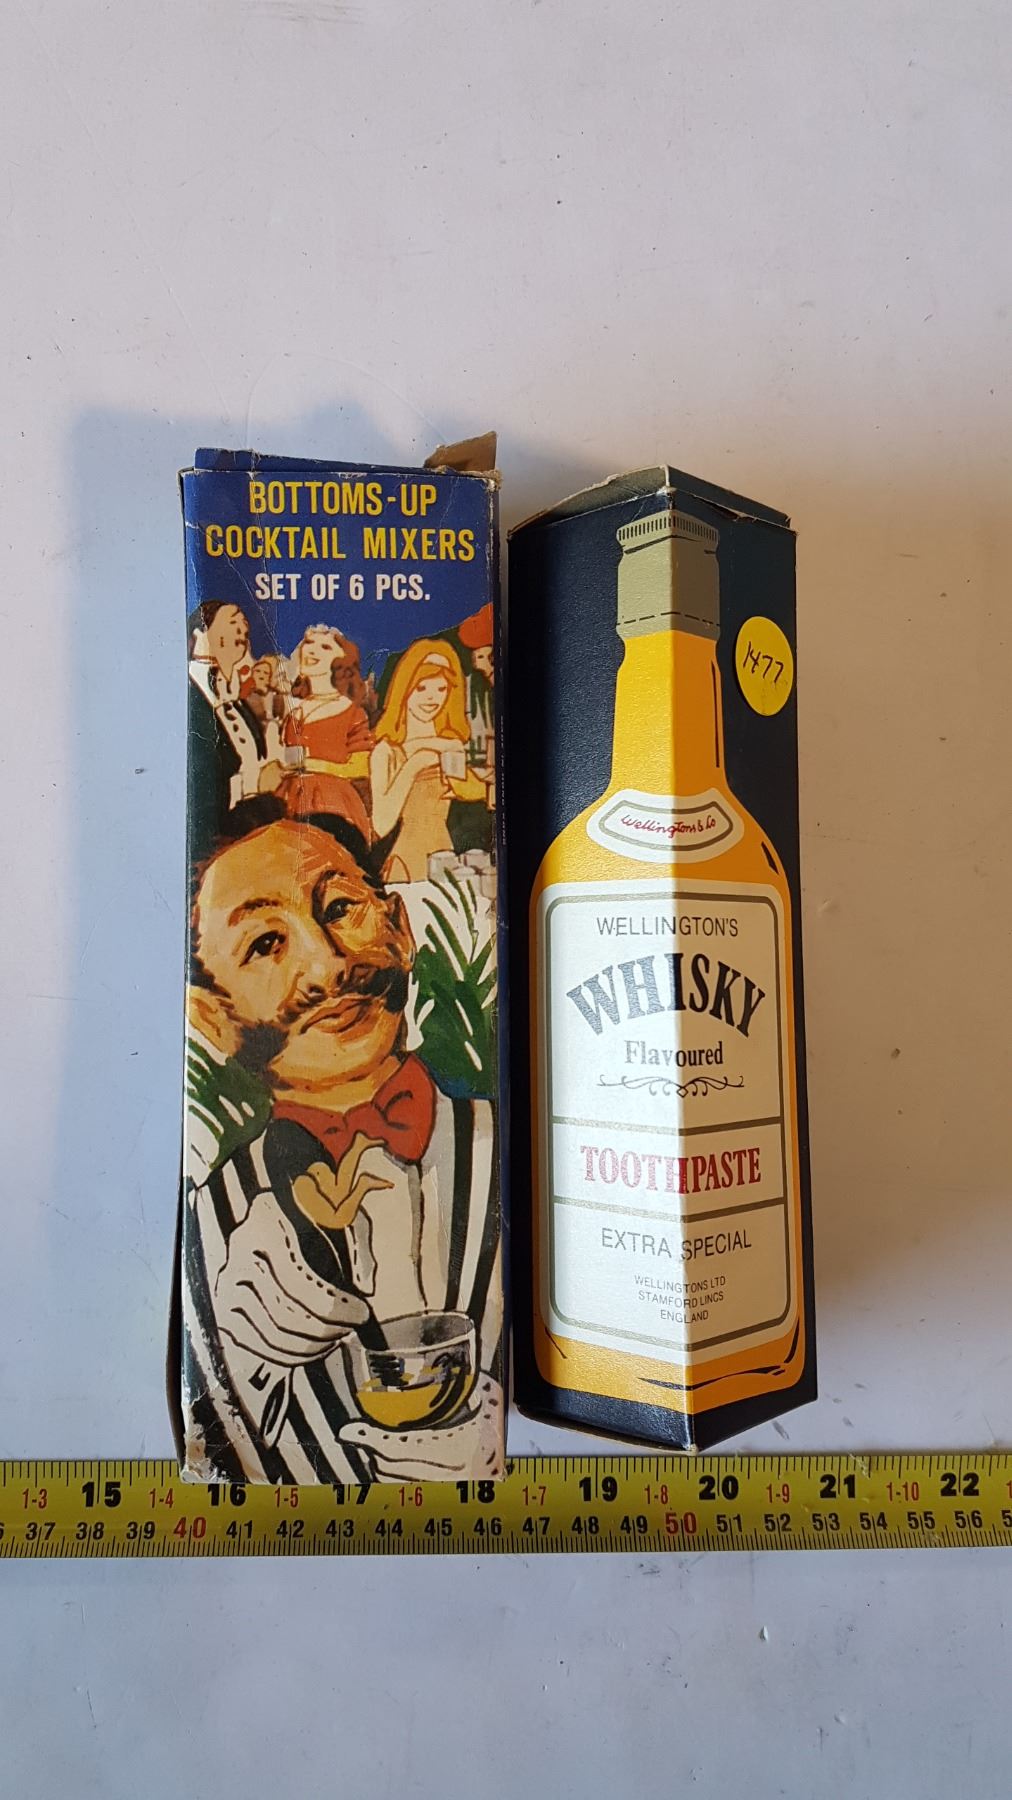 BOTTOMS-UP
COCKTAIL MIXERS
SET OF 6 PCS.
1477
Wellingtons & Co
WELLINGTON'S
WHISKY
Flavoured
TOOTHPASTE
EXTRA SPECIAL
WELLINGTONS LTD
STAMFORD LINCS
ENGLAND
1-3 15 1-4 16 1-5 17 1-6 18 1-7 19 1-8 20 1-9 21 1-10 22
37 38 39 40 41 42 43 44 45 46 47 48 49 50 51 52 53 54 55 56